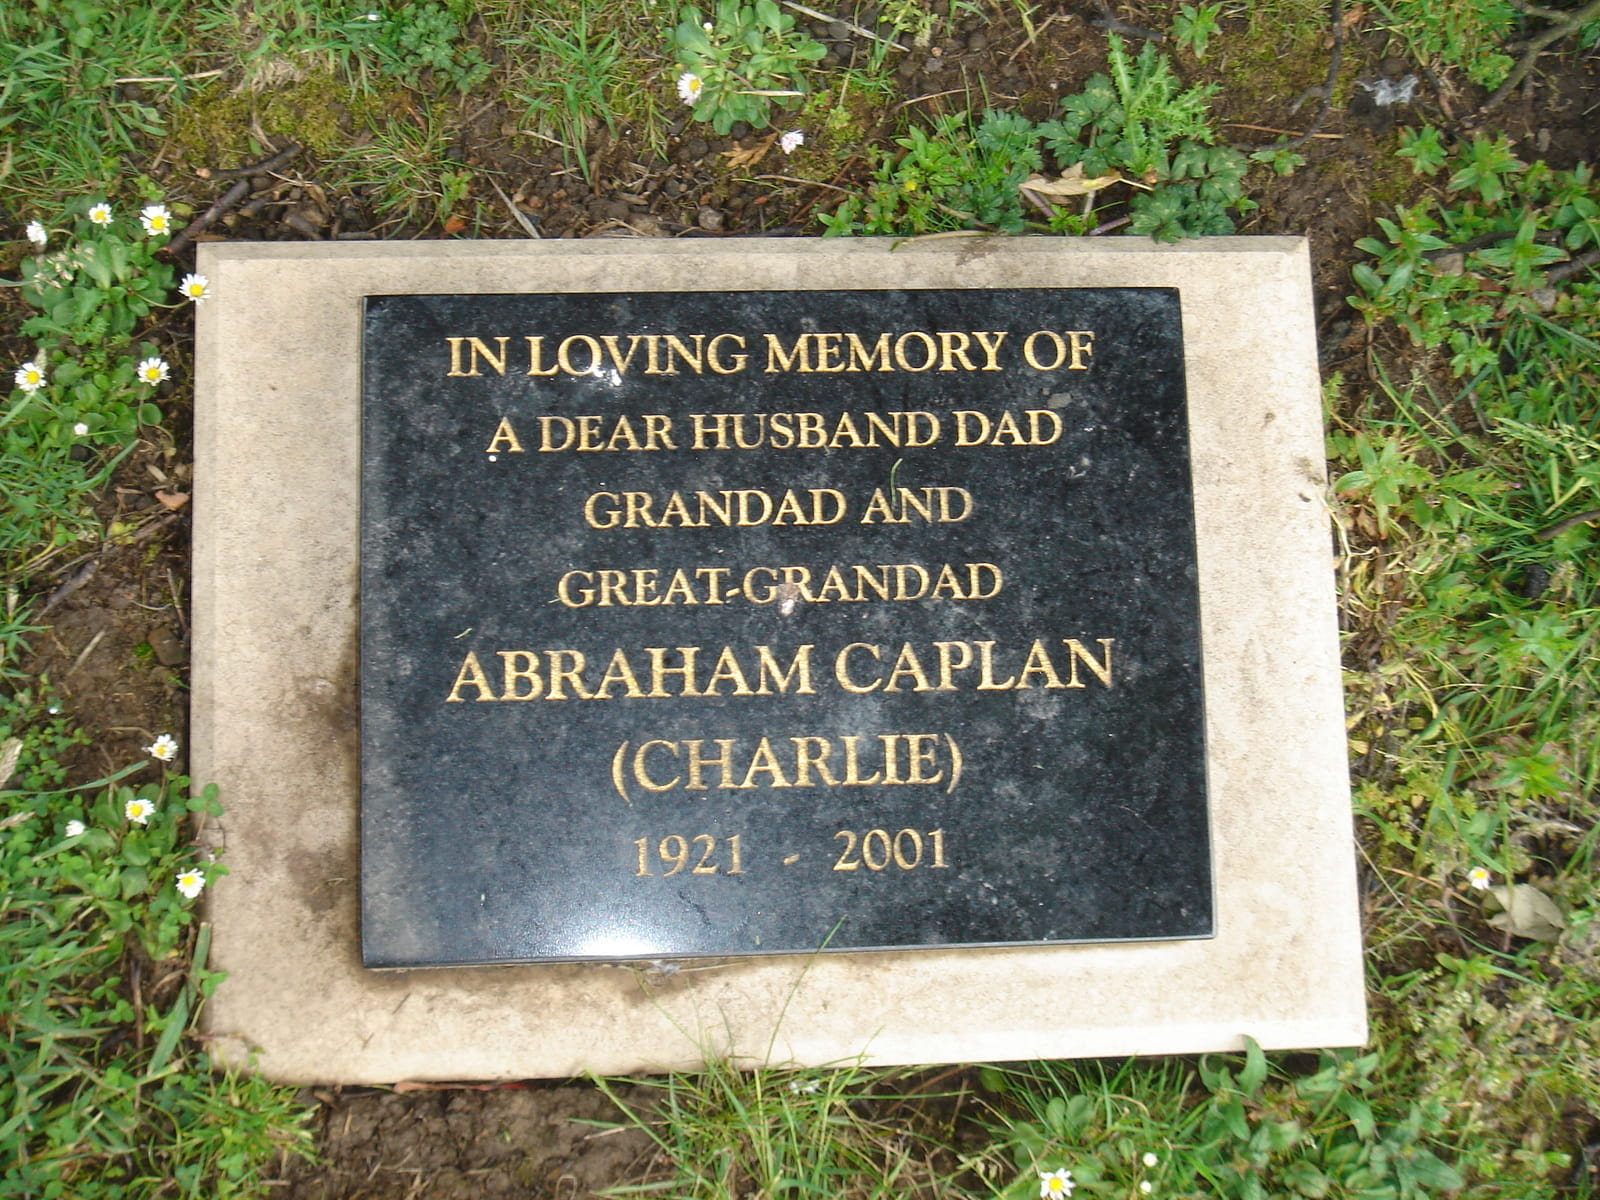 IN LOVING MEMORY OF
A DEAR HUSBAND DAD
GRANDAD AND
GREAT-GRANDAD
ABRAHAM CAPLAN
(CHARLIE)
1921 - 2001